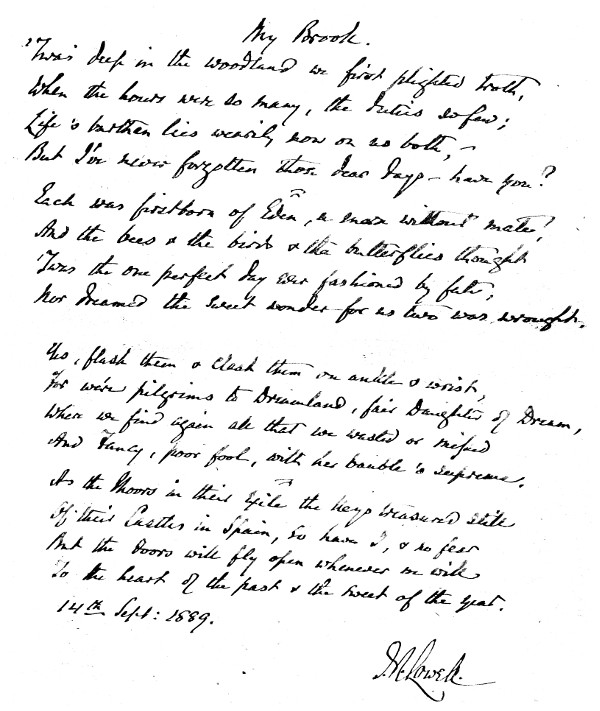 My Brook.
'Twas deep in the woodland we first plighted troth,
When the hours were so many, the duties so few;
Life's burthen lies wearily now on us both, –
But I've never forgotten those dear days – have you?
Each was firstborn of Eden, a morn without mate,
And the bees & the birds & the butterflies thought
'Twas the one perfect day ever fashioned by fate,
Nor dreamed the sweet wonder for us two was wrought.
Yes, flash them & clash them on ankle & wrist,
For we're pilgrims to Dreamland, fair Daughter of Dream,
Where we find again all that we wasted or missed
And Fancy, poor fool, with her bauble's supreme.
As the Moors in their exile the keys treasured still
Of their Castles in Spain, so have I, & no fear
But the doors will fly open whenever we will
To the heart of the past & the sweet of the year.
14th Sept: 1889.
J.R. Lowell.